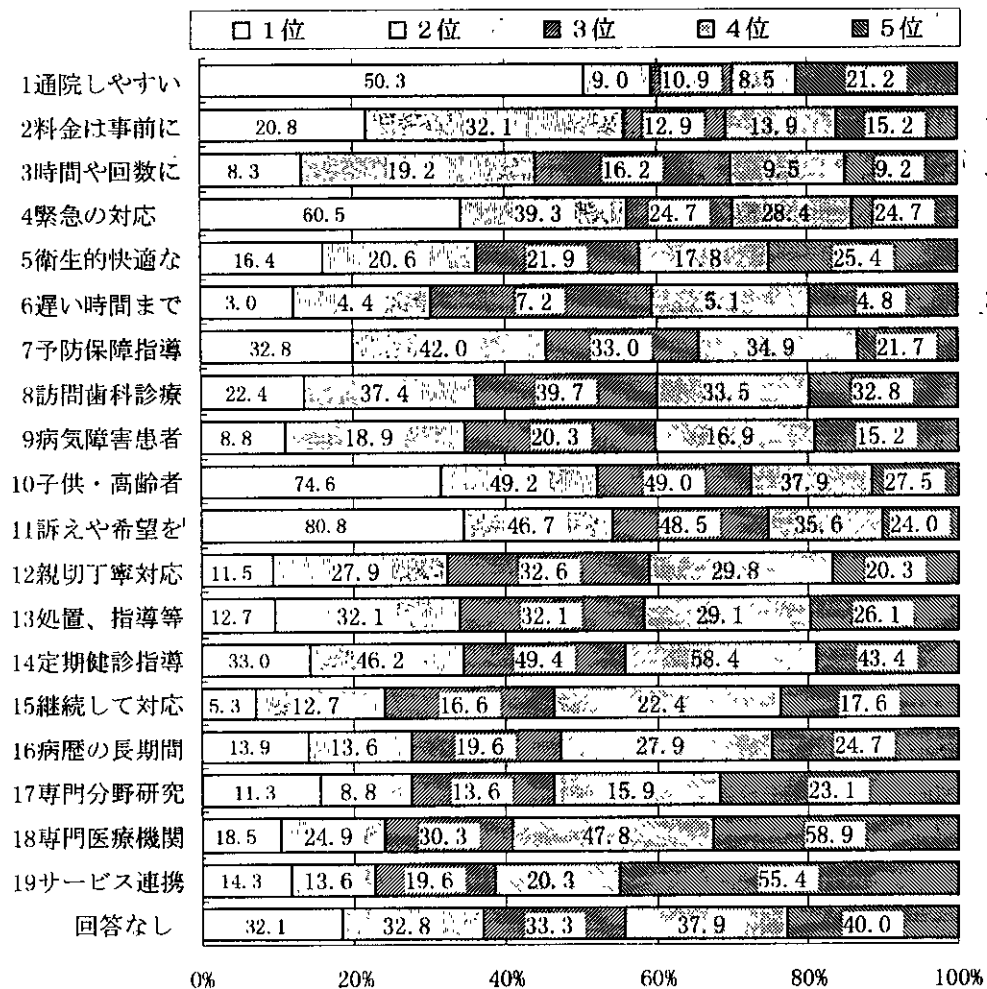 □1位 □2位 ▨3位 ▨4位 ▨5位
1通院しやすい 50.3 9.0 10.9 8.5 21.2
2料金は事前に 20.8 32.1 12.9 13.9 15.2
3時間や回数に 8.3 19.2 16.2 9.5 9.2
4緊急の対応 60.5 39.3 24.7 28.4 24.7
5衛生的快適な 16.4 20.6 21.9 17.8 25.4
6遅い時間まで 3.0 4.4 7.2 5.1 4.8
7予防保障指導 32.8 42.0 33.0 34.9 21.7
8訪問歯科診療 22.4 37.4 39.7 33.5 32.8
9病気障害患者 8.8 18.9 20.3 16.9 15.2
10子供・高齢者 74.6 49.2 49.0 37.9 27.5
11訴えや希望を 80.8 46.7 48.5 35.6 24.0
12親切丁寧対応 11.5 27.9 32.6 29.8 20.3
13処置、指導等 12.7 32.1 32.1 29.1 26.1
14定期健診指導 33.0 46.2 49.4 58.4 43.4
15継続して対応 5.3 12.7 16.6 22.4 17.6
16病歴の長期間 13.9 13.6 19.6 27.9 24.7
17専門分野研究 11.3 8.8 13.6 15.9 23.1
18専門医療機関 18.5 24.9 30.3 47.8 58.9
19サービス連携 14.3 13.6 19.6 20.3 55.4
回答なし 32.1 32.8 33.3 37.9 40.0
0% 20% 40% 60% 80% 100%